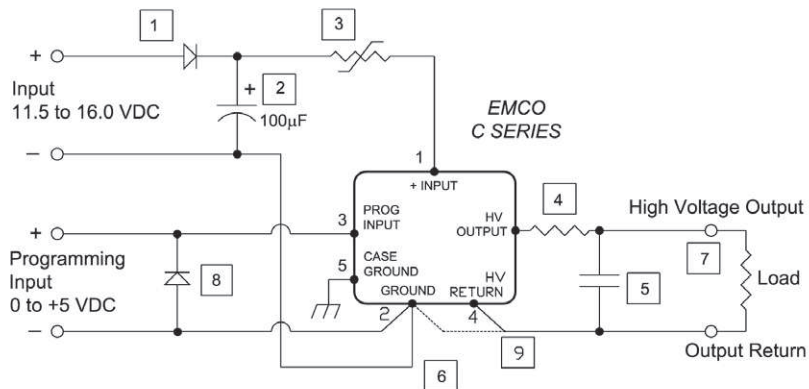 1
3
+
Input
11.5 to 16.0 VDC
+
2
100µF
−
EMCO
C SERIES
1
+ INPUT
+
3
PROG
INPUT
HV
OUTPUT
4
High Voltage Output
7
Programming
Input
0 to +5 VDC
8
5
CASE
GROUND
5
Load
−
GROUND
HV
RETURN
2
4
9
6
Output Return